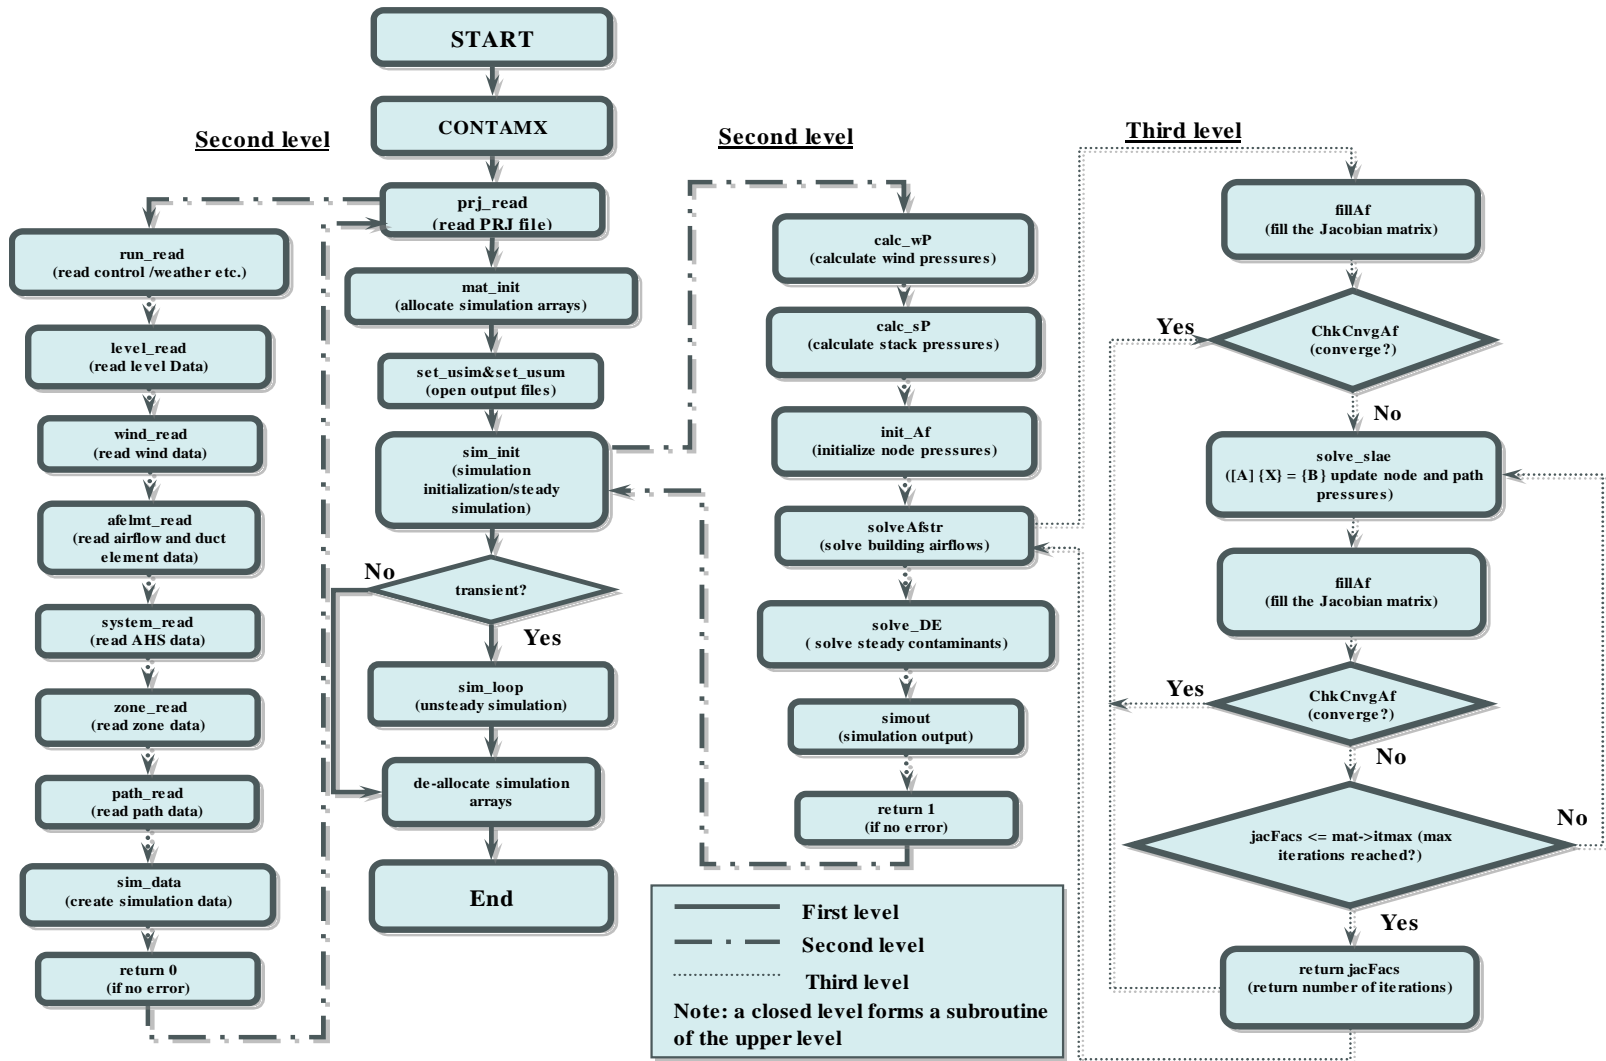 START
CONTAMX
Second level
prj_read
(read PRJ file)
run_read
(read control /weather etc.)
level_read
(read level Data)
wind_read
(read wind data)
afelmt_read
(read airflow and duct
element data)
system_read
(read AHS data)
zone_read
(read zone data)
path_read
(read path data)
sim_data
(create simulation data)
return 0
(if no error)
mat_init
(allocate simulation arrays)
set_usim&set_usum
(open output files)
sim_init
(simulation
initialization/steady
simulation)
No
transient?
Yes
sim_loop
(unsteady simulation)
de-allocate simulation
arrays
End
Second level
calc_wP
(calculate wind pressures)
calc_sP
(calculate stack pressures)
init_Af
(initialize node pressures)
solveAfstr
(solve building airflows)
solve_DE
( solve steady contaminants)
simout
(simulation output)
return 1
(if no error)
Third level
fillAf
(fill the Jacobian matrix)
Yes
ChkCnvgAf
(converge?)
No
solve_slae
([A] {X} = {B} update node and path
pressures)
fillAf
(fill the Jacobian matrix)
Yes
ChkCnvgAf
(converge?)
No
jacFacs <= mat->itmax (max
iterations reached?)
No
Yes
return jacFacs
(return number of iterations)
First level
Second level
Third level
Note: a closed level forms a subroutine
of the upper level